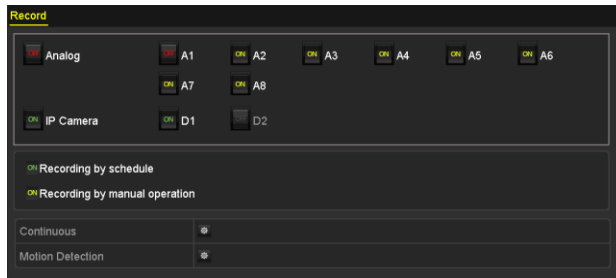 Record
OFF Analog OFF A1 ON A2 ON A3 ON A4 ON A5 ON A6
ON A7 ON A8
ON IP Camera ON D1 D2
ON Recording by schedule
ON Recording by manual operation
Continuous
Motion Detection